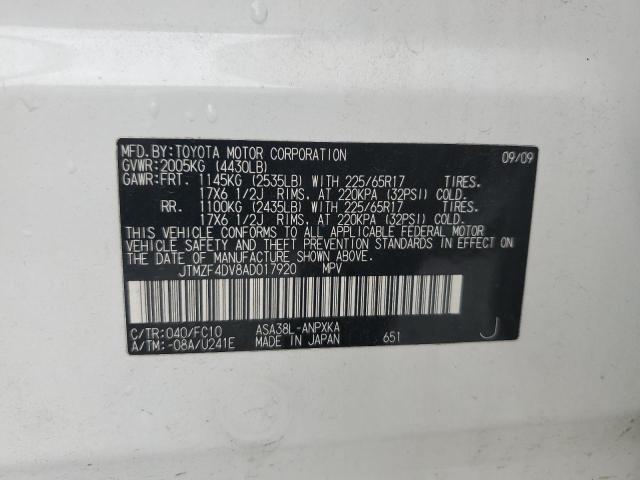 MFD.BY:TOYOTA MOTOR CORPORATION 09/09
GVWR:2005KG (4430LB)
GAWR:FRT. 1145KG (2535LB) WITH 225/65R17 TIRES.
17X6 1/2J RIMS. AT 220KPA (32PSI) COLD.
RR. 1100KG (2435LB) WITH 225/65R17 TIRES.
17X6 1/2J RIMS. AT 220KPA (32PSI) COLD.
THIS VEHICLE CONFORMS TO ALL APPLICABLE FEDERAL MOTOR
VEHICLE SAFETY AND THEFT PREVENTION STANDARDS IN EFFECT ON
THE DATE OF MANUFACTURE SHOWN ABOVE.
JTMZF4DV8AD017920 MPV
C/TR:040/FC10 ASA38L-ANPXKA
A/TM:-08A/U241E MADE IN JAPAN 651 J